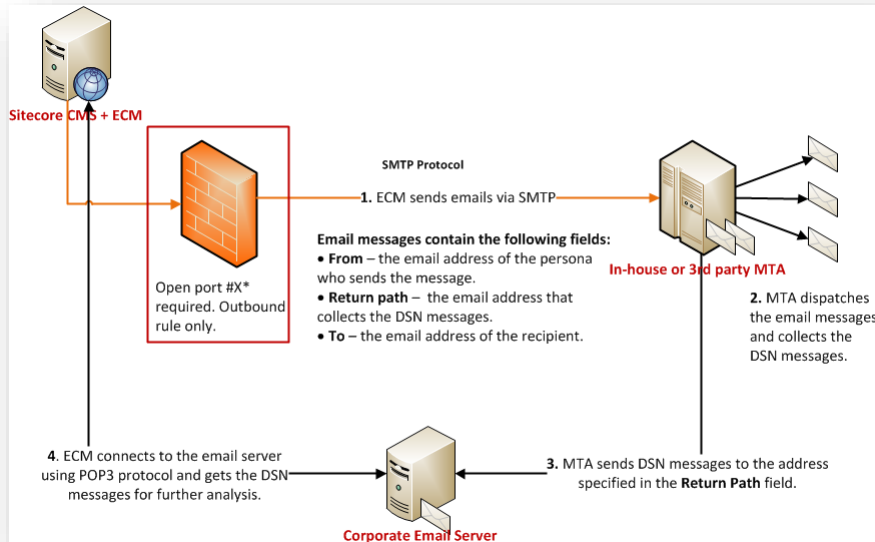 Sitecore CMS + ECM
SMTP Protocol
1. ECM sends emails via SMTP
Email messages contain the following fields:
• From – the email address of the persona
who sends the message.
• Return path – the email address that
collects the DSN messages.
• To – the email address of the recipient.
Open port #X*
required. Outbound
rule only.
In-house or 3rd party MTA
2. MTA dispatches
the email messages
and collects the
DSN messages.
4. ECM connects to the email server
using POP3 protocol and gets the DSN
messages for further analysis.
3. MTA sends DSN messages to the address
specified in the Return Path field.
Corporate Email Server